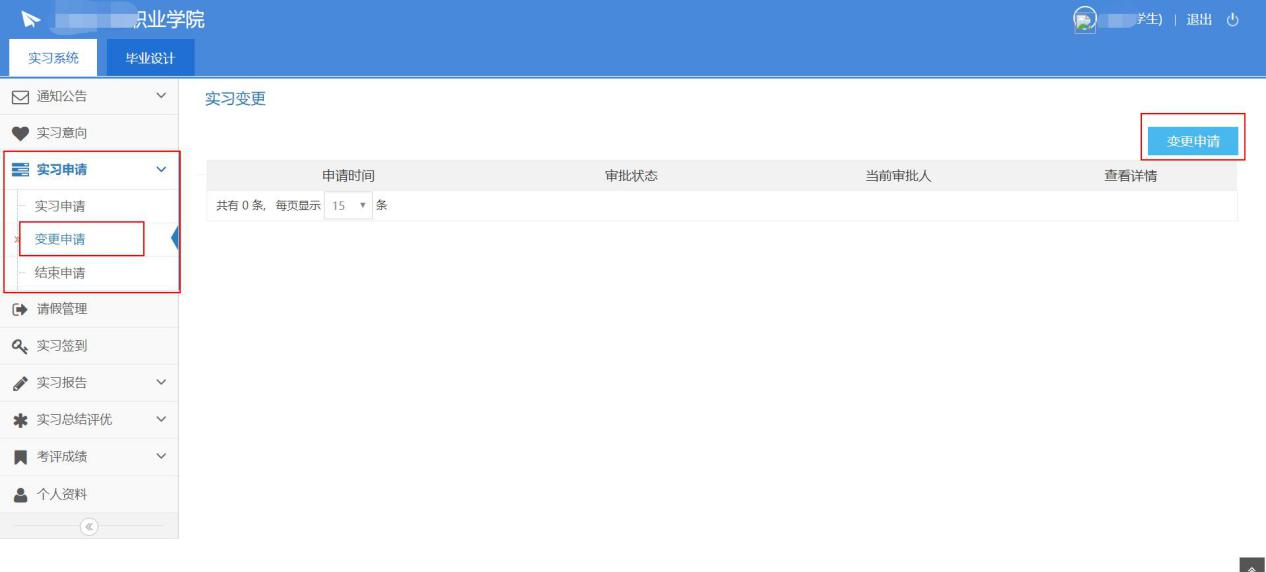 职业学院
学生) | 退出
实习系统 毕业设计
通知公告
实习意向
实习申请
实习申请
变更申请
结束申请
请假管理
实习签到
实习报告
实习总结评优
考评成绩
个人资料
实习变更
变更申请
申请时间 审批状态 当前审批人 查看详情
共有 0 条, 每页显示 15 条